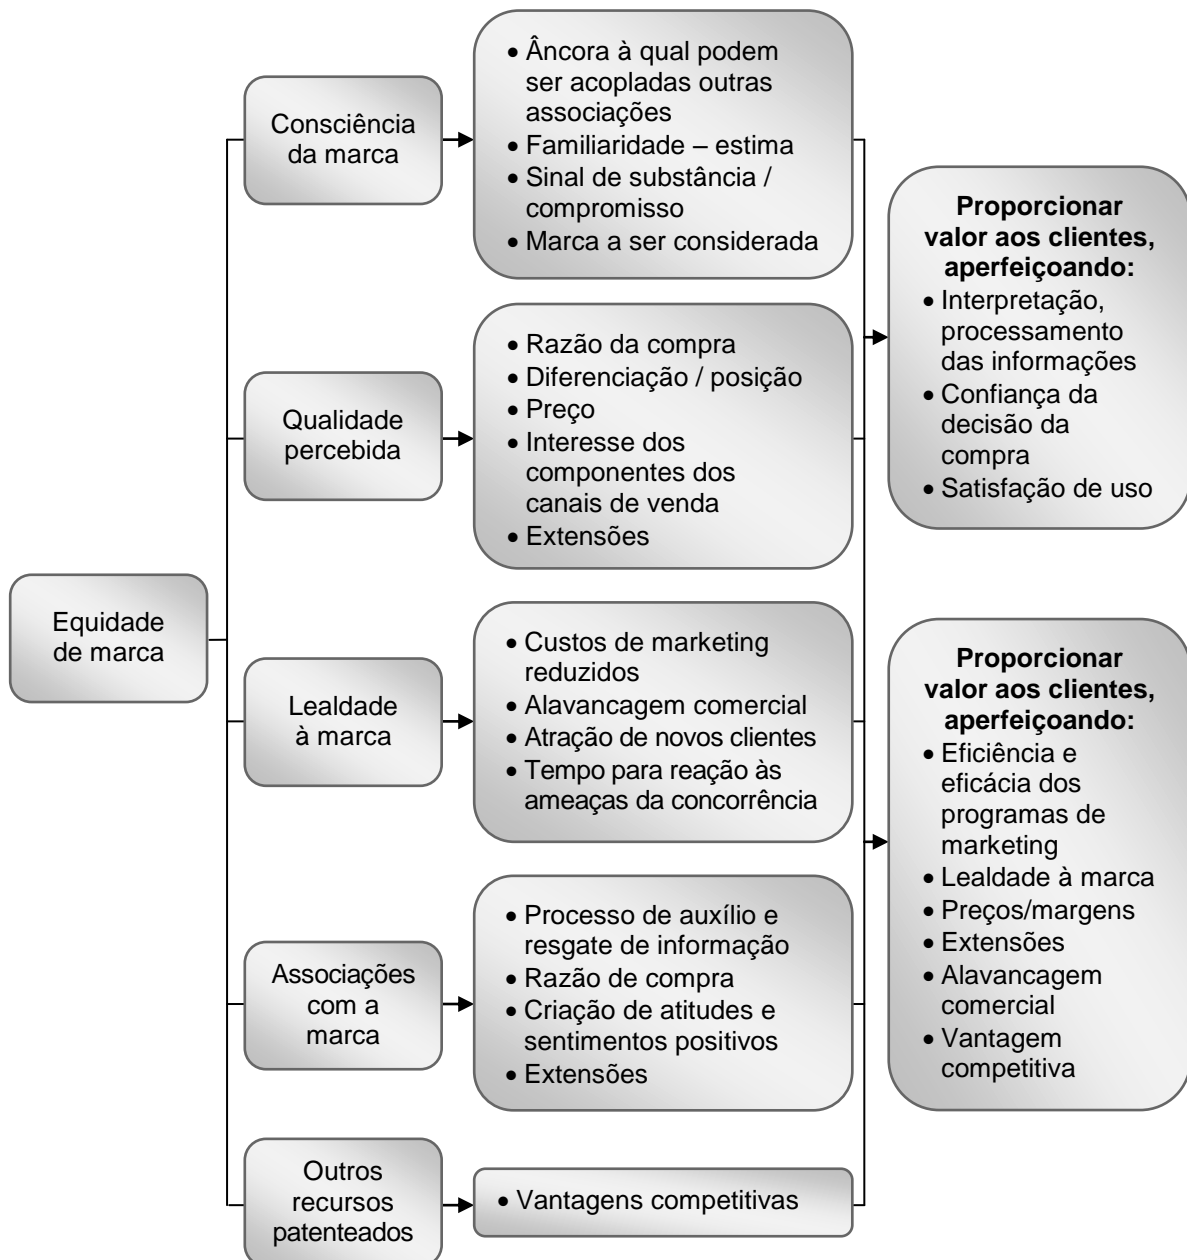 Equidade
de marca
Consciência
da marca
• Âncora à qual podem
ser acopladas outras
associações
• Familiaridade – estima
• Sinal de substância /
compromisso
• Marca a ser considerada
Qualidade
percebida
• Razão da compra
• Diferenciação / posição
• Preço
• Interesse dos
componentes dos
canais de venda
• Extensões
Lealdade
à marca
• Custos de marketing
reduzidos
• Alavancagem comercial
• Atração de novos clientes
• Tempo para reação às
ameaças da concorrência
Associações
com a
marca
• Processo de auxílio e
resgate de informação
• Razão de compra
• Criação de atitudes e
sentimentos positivos
• Extensões
Outros
recursos
patenteados
• Vantagens competitivas
Proporcionar
valor aos clientes,
aperfeiçoando:
• Interpretação,
processamento
das informações
• Confiança da
decisão da
compra
• Satisfação de uso
Proporcionar
valor aos clientes,
aperfeiçoando:
• Eficiência e
eficácia dos
programas de
marketing
• Lealdade à marca
• Preços/margens
• Extensões
• Alavancagem
comercial
• Vantagem
competitiva